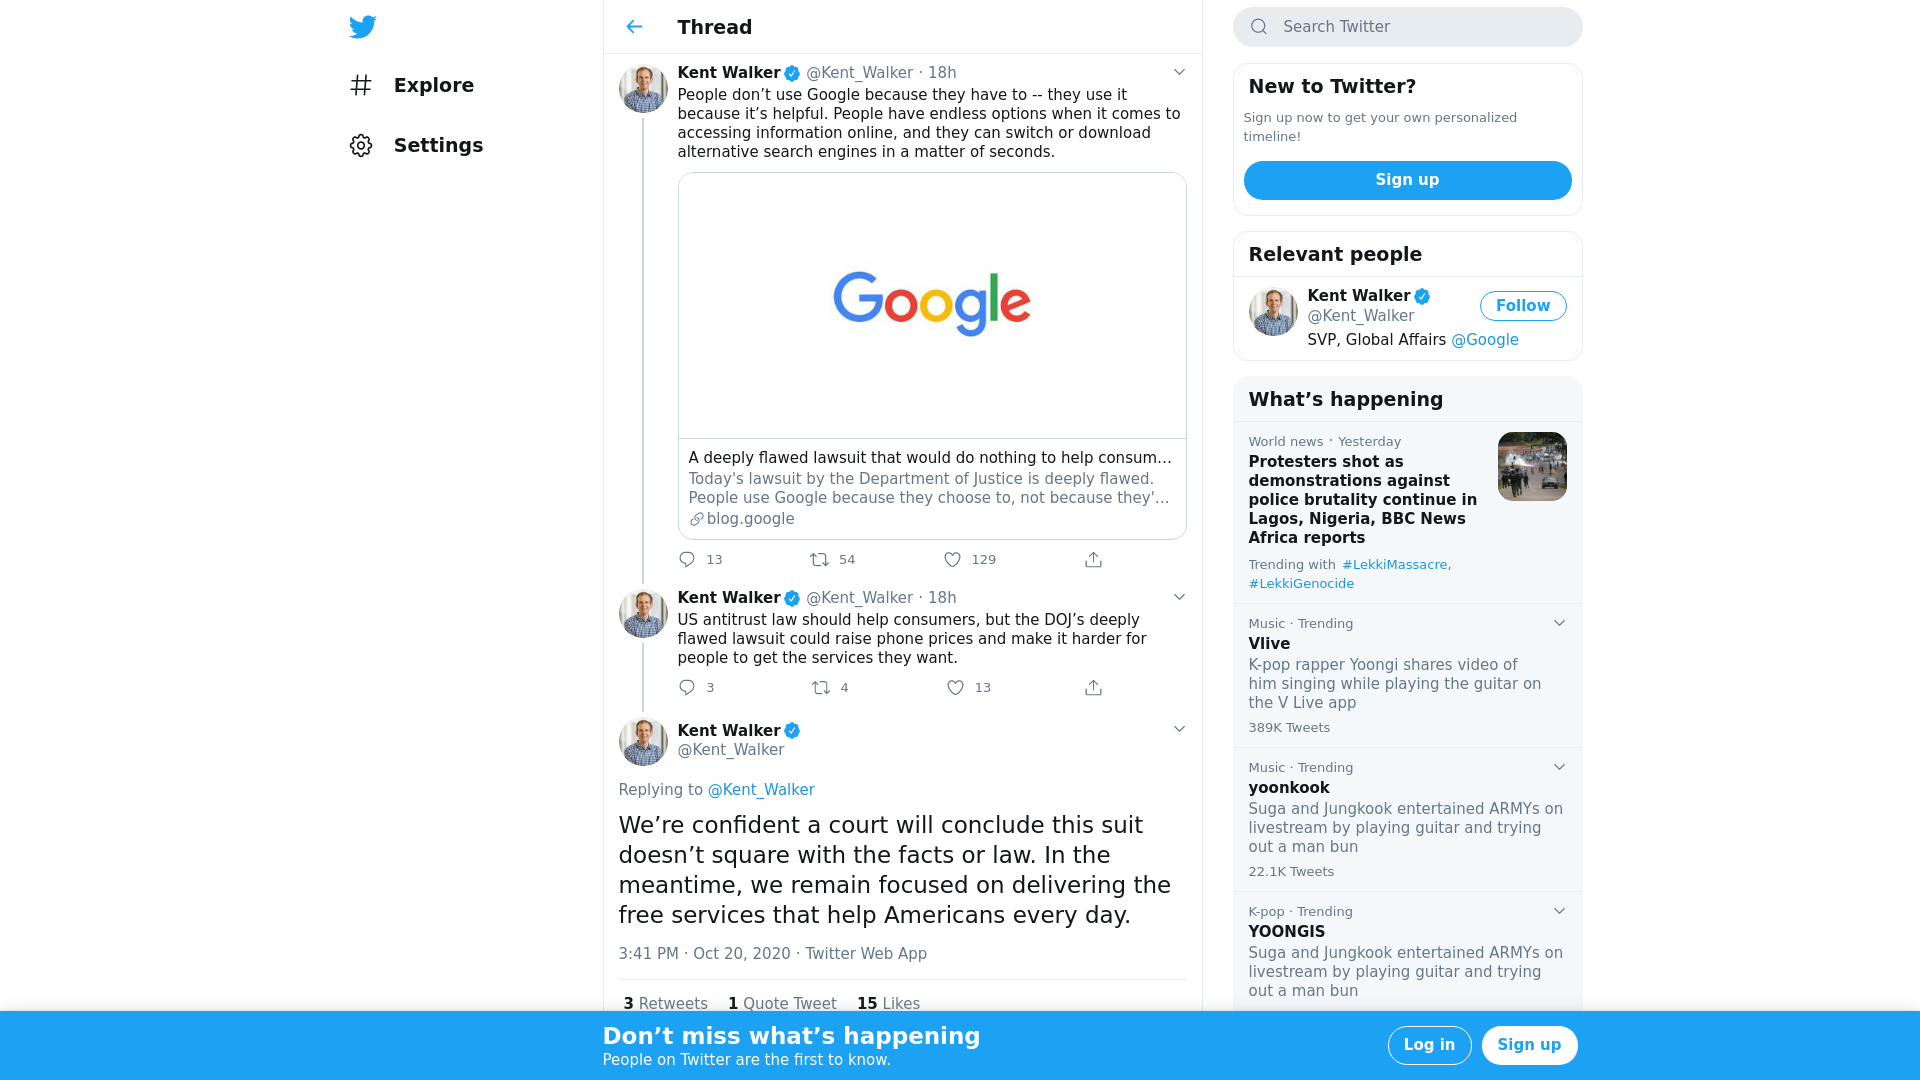 Explore
Settings
Thread
Kent Walker @Kent_Walker · 18h
People don’t use Google because they have to -- they use it
because it’s helpful. People have endless options when it comes to
accessing information online, and they can switch or download
alternative search engines in a matter of seconds.
Google
A deeply flawed lawsuit that would do nothing to help consum...
Today's lawsuit by the Department of Justice is deeply flawed.
People use Google because they choose to, not because they'...
blog.google
13 54 129
Kent Walker @Kent_Walker · 18h
US antitrust law should help consumers, but the DOJ’s deeply
flawed lawsuit could raise phone prices and make it harder for
people to get the services they want.
3 4 13
Kent Walker
@Kent_Walker
Replying to @Kent_Walker
We’re confident a court will conclude this suit
doesn’t square with the facts or law. In the
meantime, we remain focused on delivering the
free services that help Americans every day.
3:41 PM · Oct 20, 2020 · Twitter Web App
3 Retweets 1 Quote Tweet 15 Likes
Search Twitter
New to Twitter?
Sign up now to get your own personalized
timeline!
Sign up
Relevant people
Kent Walker
@Kent_Walker
Follow
SVP, Global Affairs @Google
What’s happening
World news · Yesterday
Protesters shot as
demonstrations against
police brutality continue in
Lagos, Nigeria, BBC News
Africa reports
Trending with #LekkiMassacre,
#LekkiGenocide
Music · Trending
Vlive
K-pop rapper Yoongi shares video of
him singing while playing the guitar on
the V Live app
389K Tweets
Music · Trending
yoonkook
Suga and Jungkook entertained ARMYs on
livestream by playing guitar and trying
out a man bun
22.1K Tweets
K-pop · Trending
YOONGIS
Suga and Jungkook entertained ARMYs on
livestream by playing guitar and trying
out a man bun
Don’t miss what’s happening
People on Twitter are the first to know.
Log in
Sign up